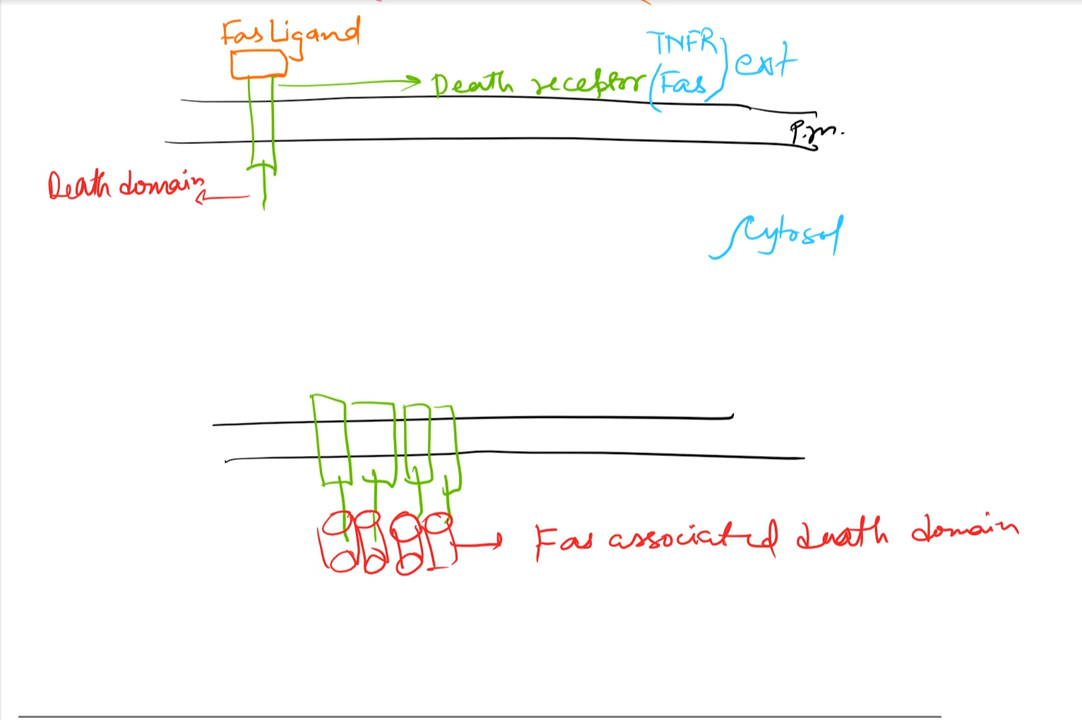 Fas Ligand
Death receptor (TNFR Fas) ext
P.m.
Death domain
Cytosol
Fas associated death domain